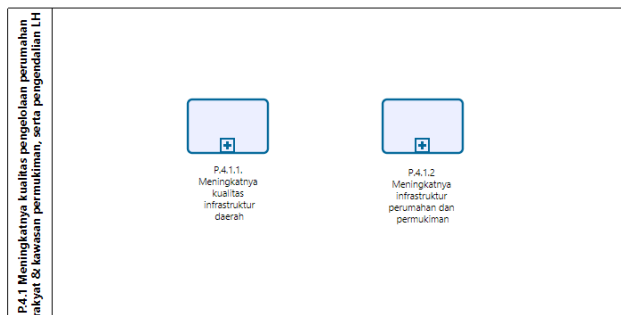 P.4.1 Meningkatnya kualitas pengelolaan perumahan
rakyat & kawasan permukiman, serta pengendalian LH
P.4.1.1.
Meningkatnya
kualitas
infrastruktur
daerah
P.4.1.2
Meningkatnya
infrastruktur
perumahan dan
permukiman